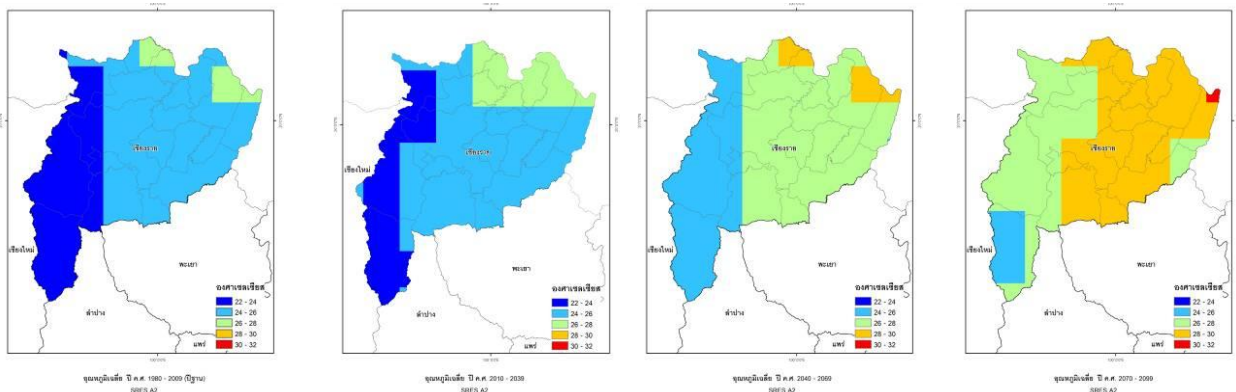 เชียงราย
เชียงใหม่
พะเยา
ลำปาง
แพร่
องศาเซลเซียส
22 - 24
24 - 26
26 - 28
28 - 30
30 - 32
อุณหภูมิเฉลี่ย ปี ค.ศ. 1980 - 2009 (ปีฐาน)
SRES A2
เชียงราย
เชียงใหม่
พะเยา
ลำปาง
แพร่
องศาเซลเซียส
22 - 24
24 - 26
26 - 28
28 - 30
30 - 32
อุณหภูมิเฉลี่ย ปี ค.ศ. 2010 - 2039
SRES A2
เชียงราย
เชียงใหม่
พะเยา
ลำปาง
แพร่
องศาเซลเซียส
22 - 24
24 - 26
26 - 28
28 - 30
30 - 32
อุณหภูมิเฉลี่ย ปี ค.ศ. 2040 - 2069
SRES A2
เชียงราย
เชียงใหม่
พะเยา
ลำปาง
แพร่
องศาเซลเซียส
22 - 24
24 - 26
26 - 28
28 - 30
30 - 32
อุณหภูมิเฉลี่ย ปี ค.ศ. 2070 - 2099
SRES A2